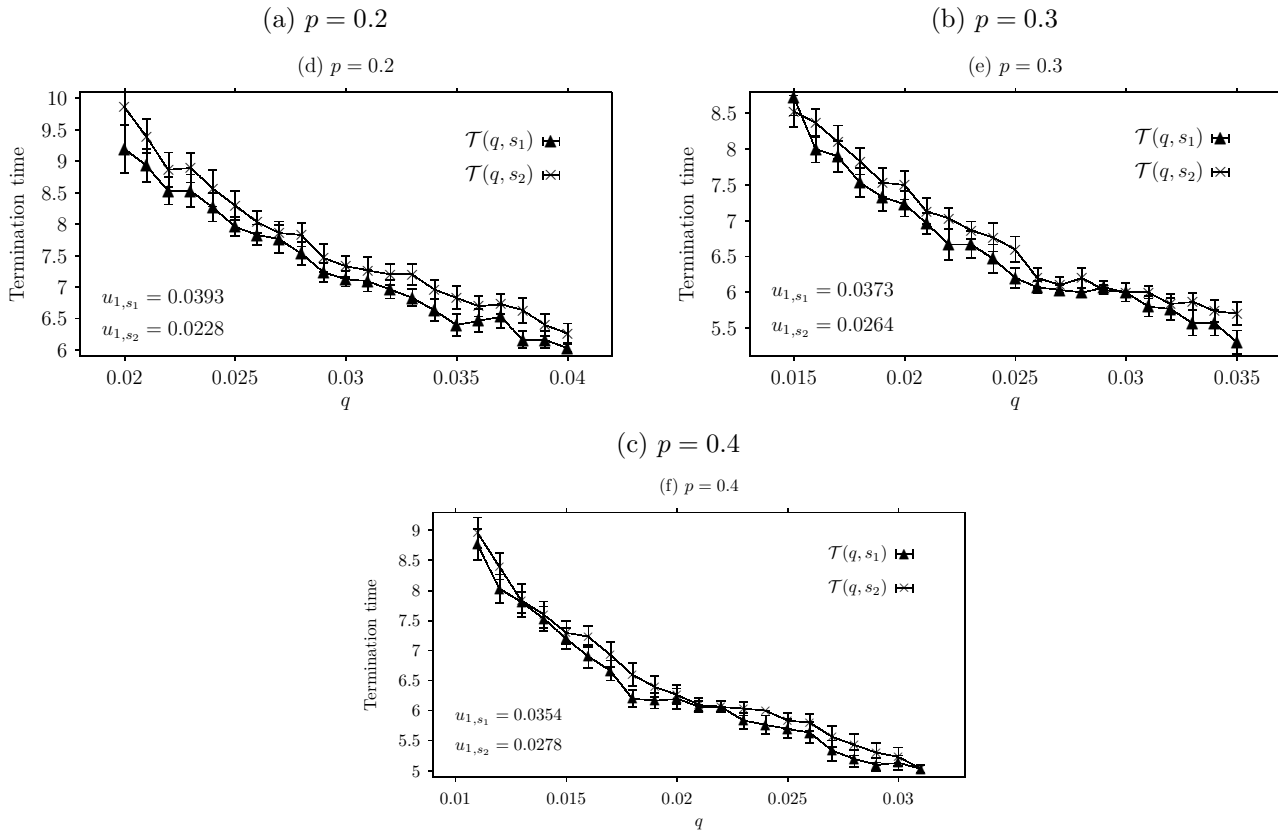 (a) p = 0.2
(d) p = 0.2
10
9.5
9
8.5
8
7.5
7
6.5
6
Termination time
𝒯(q, s₁)
𝒯(q, s₂)
u₁,ₛ₁ = 0.0393
u₁,ₛ₂ = 0.0228
0.02 0.025 0.03 0.035 0.04
q
(b) p = 0.3
(e) p = 0.3
8.5
8
7.5
7
6.5
6
5.5
Termination time
𝒯(q, s₁)
𝒯(q, s₂)
u₁,ₛ₁ = 0.0373
u₁,ₛ₂ = 0.0264
0.015 0.02 0.025 0.03 0.035
q
(c) p = 0.4
(f) p = 0.4
9
8.5
8
7.5
7
6.5
6
5.5
5
Termination time
𝒯(q, s₁)
𝒯(q, s₂)
u₁,ₛ₁ = 0.0354
u₁,ₛ₂ = 0.0278
0.01 0.015 0.02 0.025 0.03
q